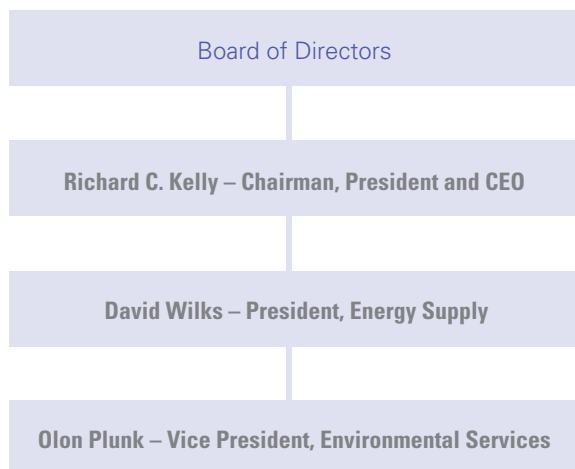 Board of Directors
Richard C. Kelly – Chairman, President and CEO
David Wilks – President, Energy Supply
Olon Plunk – Vice President, Environmental Services